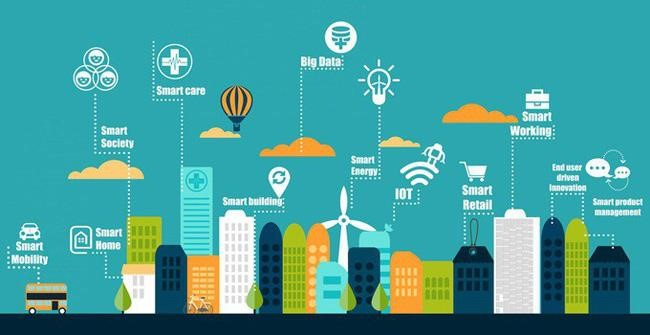 Big Data
Smart care
Smart
Working
Smart
Society
Smart
Energy
End user
driven
Innovation
IOT
Smart
Retail
Smart building
Smart product
management
Smart
Home
Smart
Mobility